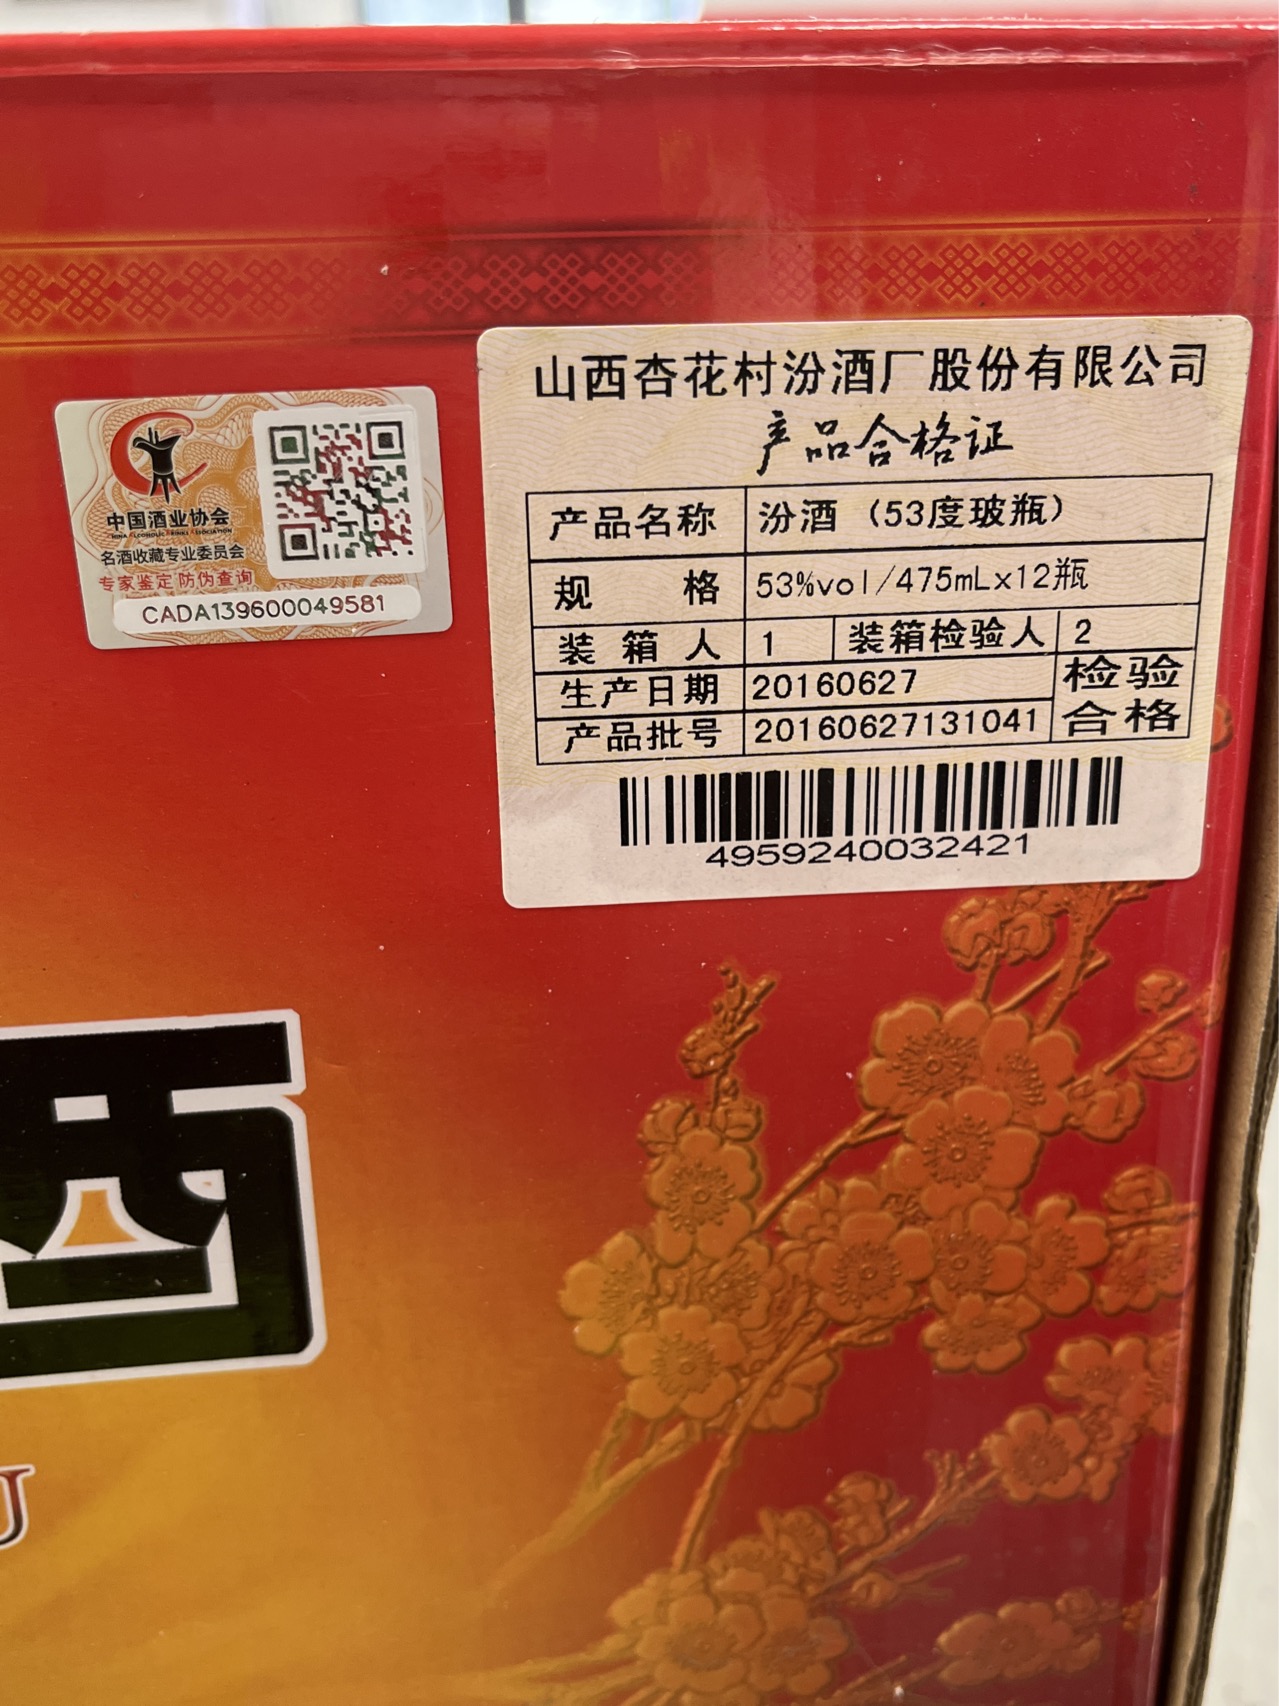 山西杏花村汾酒厂股份有限公司
产品合格证
产品名称 汾酒（53度玻瓶）
规 格 53%vol/475mL×12瓶
装箱人 1 装箱检验人 2
生产日期 20160627
检验合格
产品批号 20160627131041
4959240032421
中国酒业协会
名酒收藏专业委员会
专家鉴定 防伪查询
CADA139600049581
酒
U